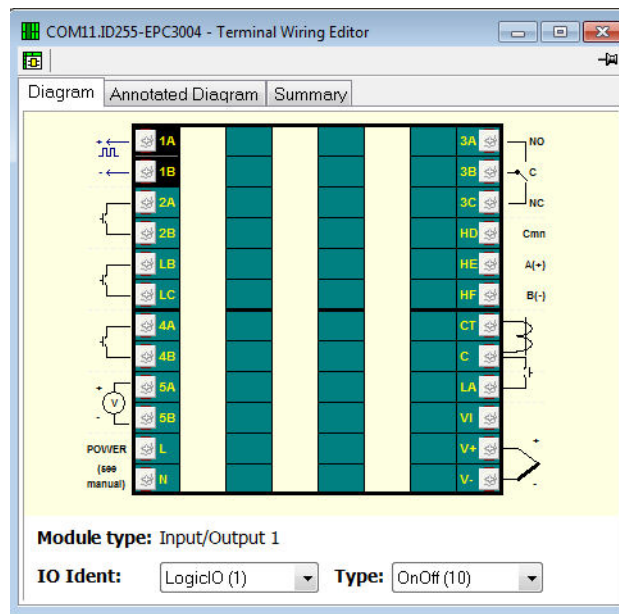 COM11.ID255-EPC3004 - Terminal Wiring Editor
Diagram Annotated Diagram Summary
+ 1A 3A NO
- 1B 3B C
2A 3C NC
2B HD Cmn
LB HE A(+)
LC HF B(-)
4A CT
4B C
+ 5A LA
V
- 5B VI
POWER L V+ +
(see
manual) N V- -
Module type: Input/Output 1
IO Ident: LogicIO (1) Type: OnOff (10)